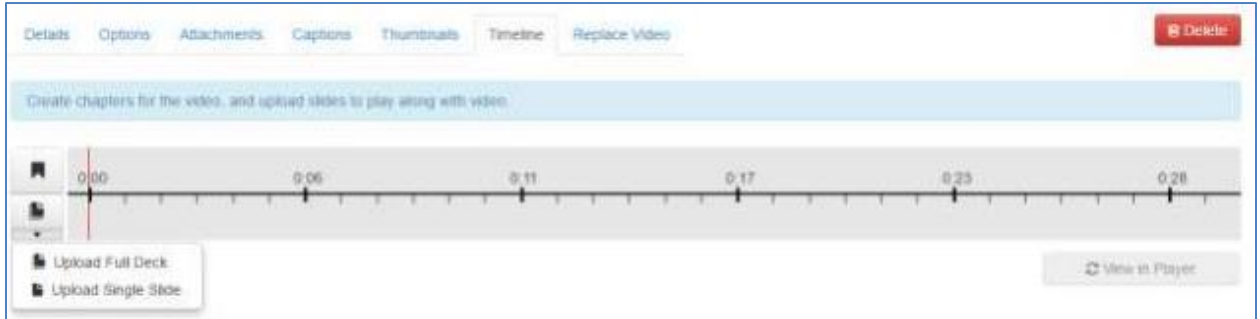 Details Options Attachments Captions Thumbnails Timeline Replace Video Delete
Create chapters for the video, and upload slides to play along with video.
0:00 0:06 0:11 0:17 0:23 0:28
Upload Full Deck
View in Player
Upload Single Slide